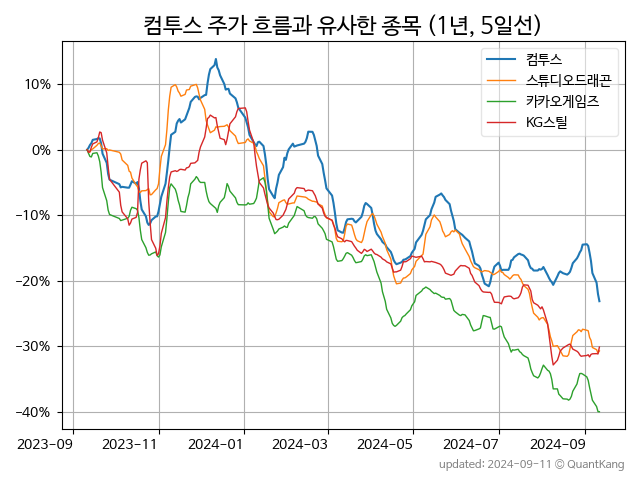 컴투스 주가 흐름과 유사한 종목 (1년, 5일선)
컴투스
스튜디오드래곤
카카오게임즈
KG스틸
10%
0%
−10%
−20%
−30%
−40%
2023-09
2023-11
2024-01
2024-03
2024-05
2024-07
2024-09
updated: 2024-09-11 © QuantKang